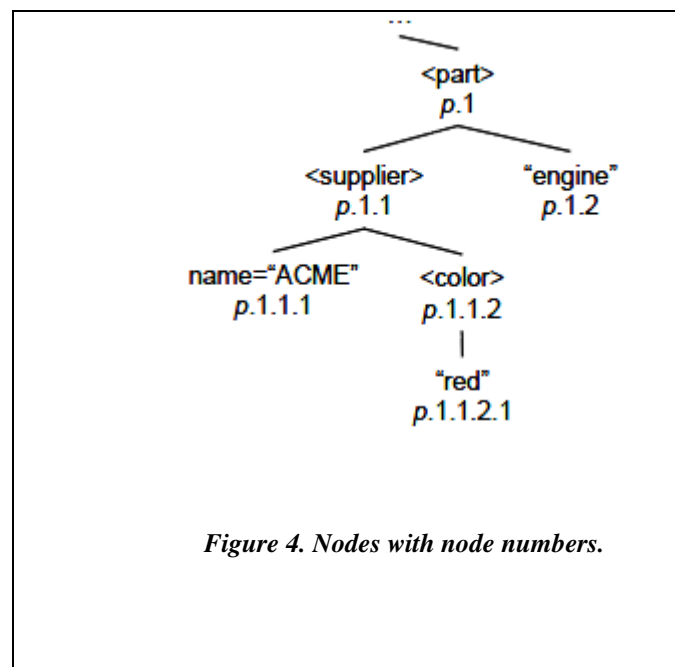 ...
<part>
p.1
<supplier> “engine”
p.1.1 p.1.2
name=“ACME” <color>
p.1.1.1 p.1.1.2
“red”
p.1.1.2.1
Figure 4. Nodes with node numbers.